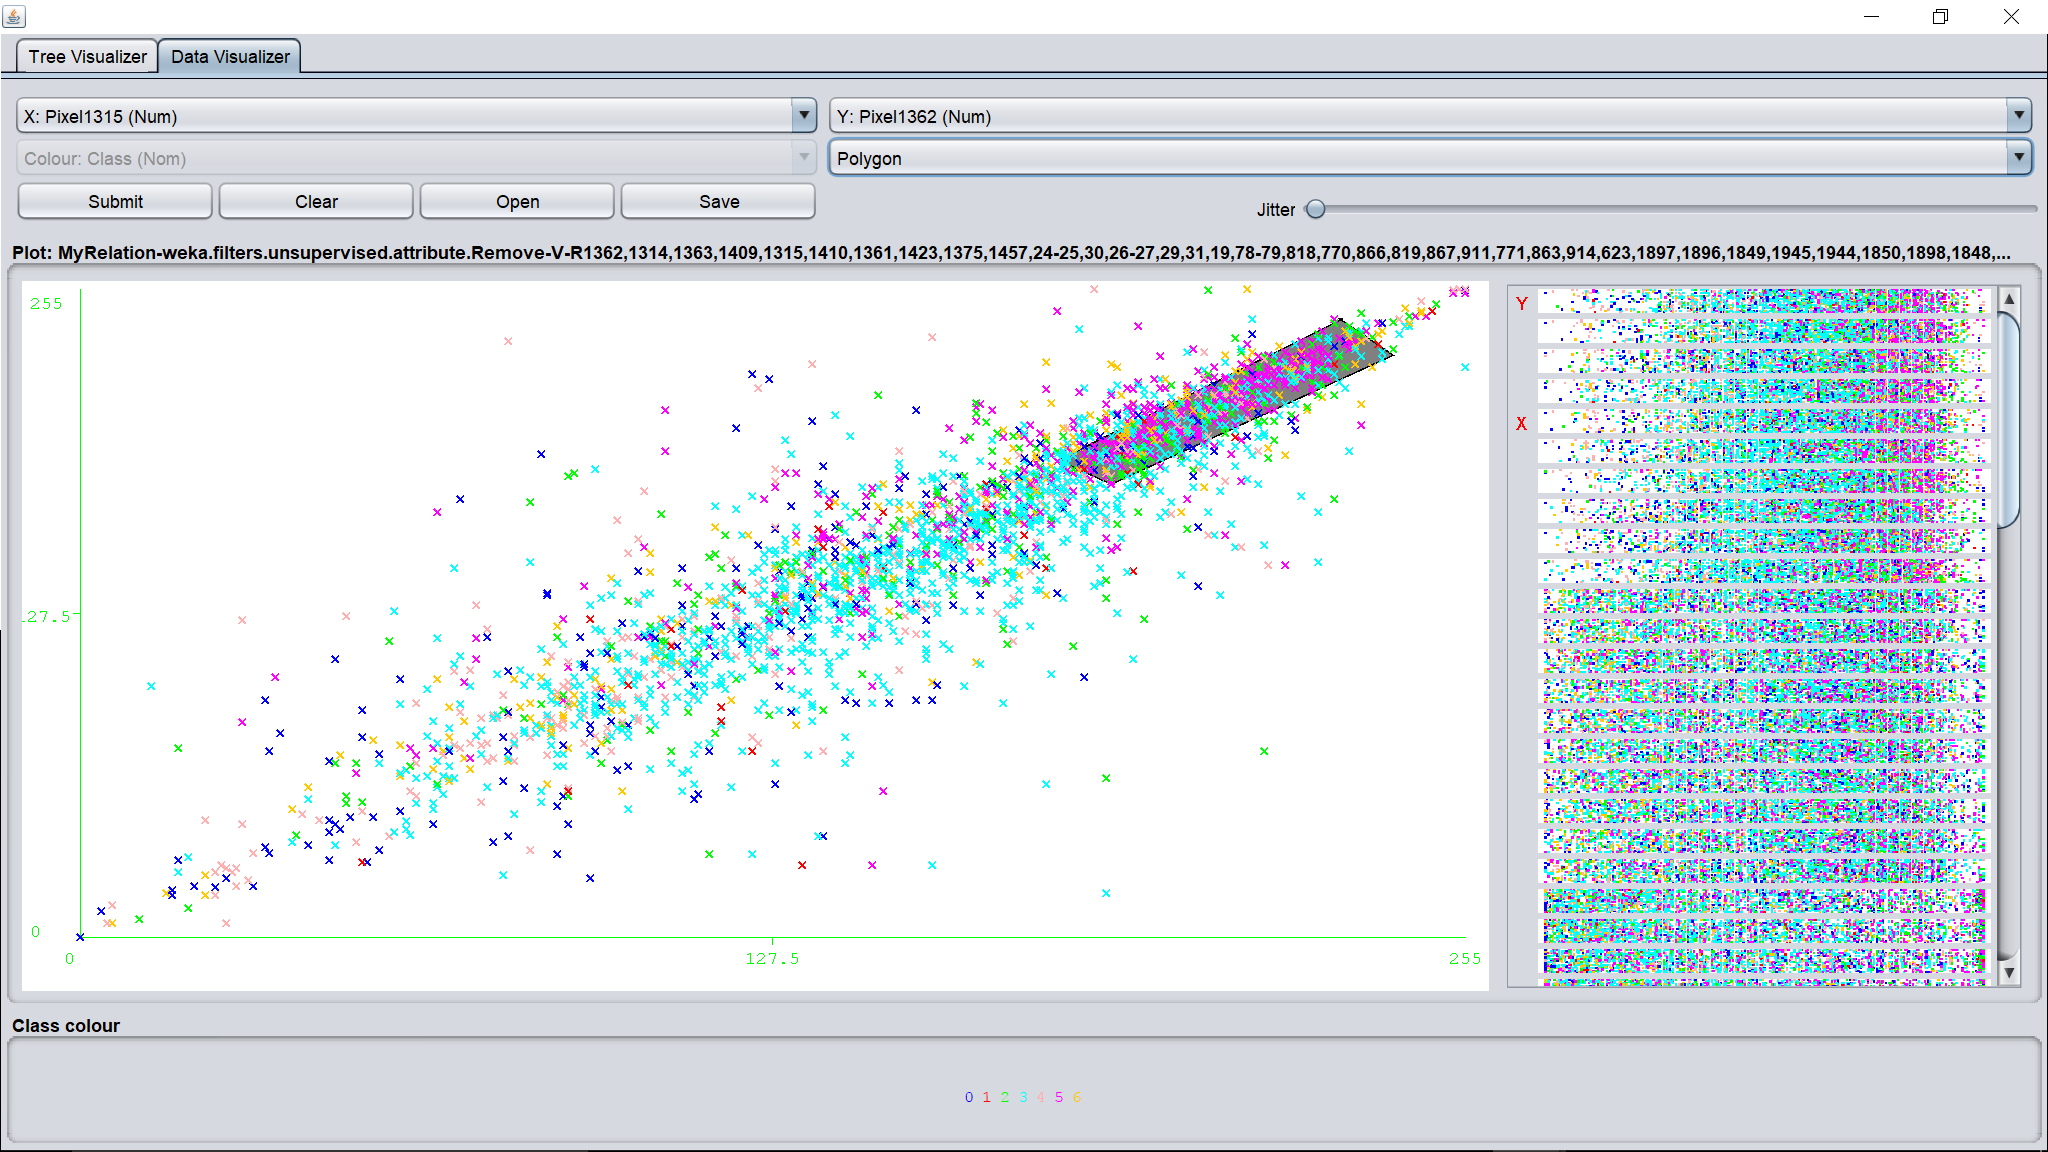 Tree Visualizer Data Visualizer
X: Pixel1315 (Num) Y: Pixel1362 (Num)
Colour: Class (Nom) Polygon
Submit Clear Open Save Jitter
Plot: MyRelation-weka.filters.unsupervised.attribute.Remove-V-R1362,1314,1363,1409,1315,1410,1361,1423,1375,1457,24-25,30,26-27,29,31,19,78-79,818,770,866,819,867,911,771,863,914,623,1897,1896,1849,1945,1944,1850,1898,1848,...
255
Y
X
27.5
0
0 127.5 255
Class colour
0 1 2 3 4 5 6